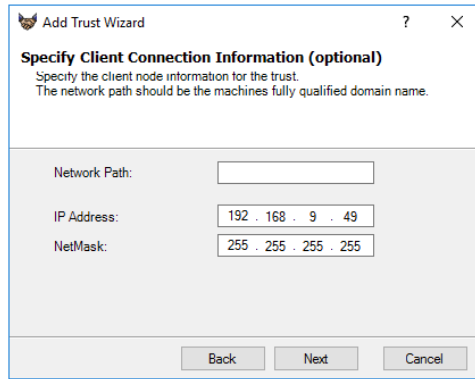 Add Trust Wizard ? ×
Specify Client Connection Information (optional)
Specify the client node information for the trust.
The network path should be the machines fully qualified domain name.
Network Path:
IP Address: 192 . 168 . 9 . 49
NetMask: 255 . 255 . 255 . 255
Back Next Cancel